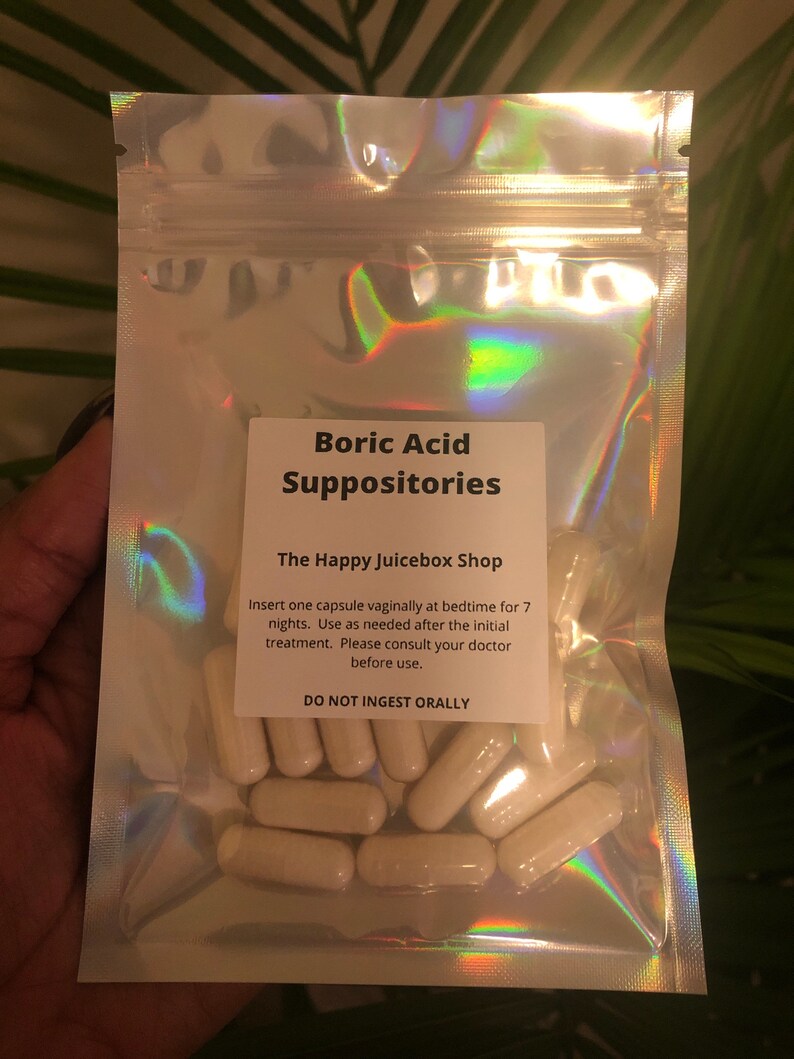 Boric Acid
Suppositories
The Happy Juicebox Shop
Insert one capsule vaginally at bedtime for 7
nights. Use as needed after the initial
treatment. Please consult your doctor
before use.
DO NOT INGEST ORALLY